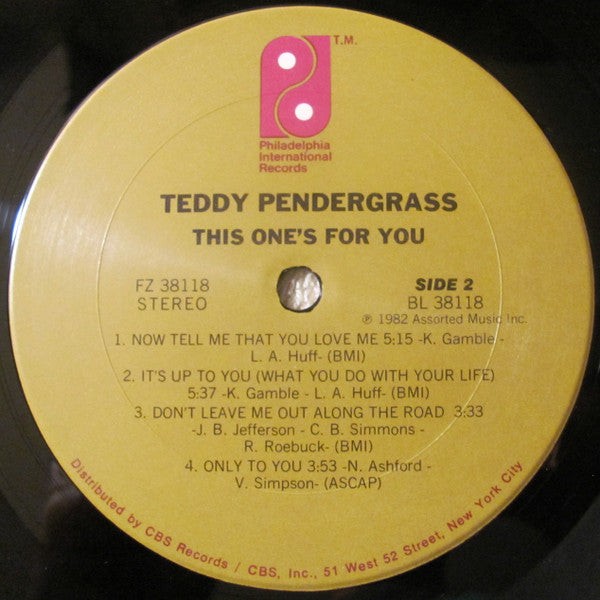 T.M.
Philadelphia
International
Records
TEDDY PENDERGRASS
THIS ONE'S FOR YOU
FZ 38118
STEREO
SIDE 2
BL 38118
℗ 1982 Assorted Music Inc.
1. NOW TELL ME THAT YOU LOVE ME 5:15 -K. Gamble -
L. A. Huff- (BMI)
2. IT'S UP TO YOU (WHAT YOU DO WITH YOUR LIFE)
5:37 -K. Gamble - L. A. Huff- (BMI)
3. DON'T LEAVE ME OUT ALONG THE ROAD 3:33
-J. B. Jefferson - C. B. Simmons -
R. Roebuck- (BMI)
4. ONLY TO YOU 3:53 -N. Ashford -
V. Simpson- (ASCAP)
Distributed by CBS Records / CBS, Inc., 51 West 52 Street, New York City